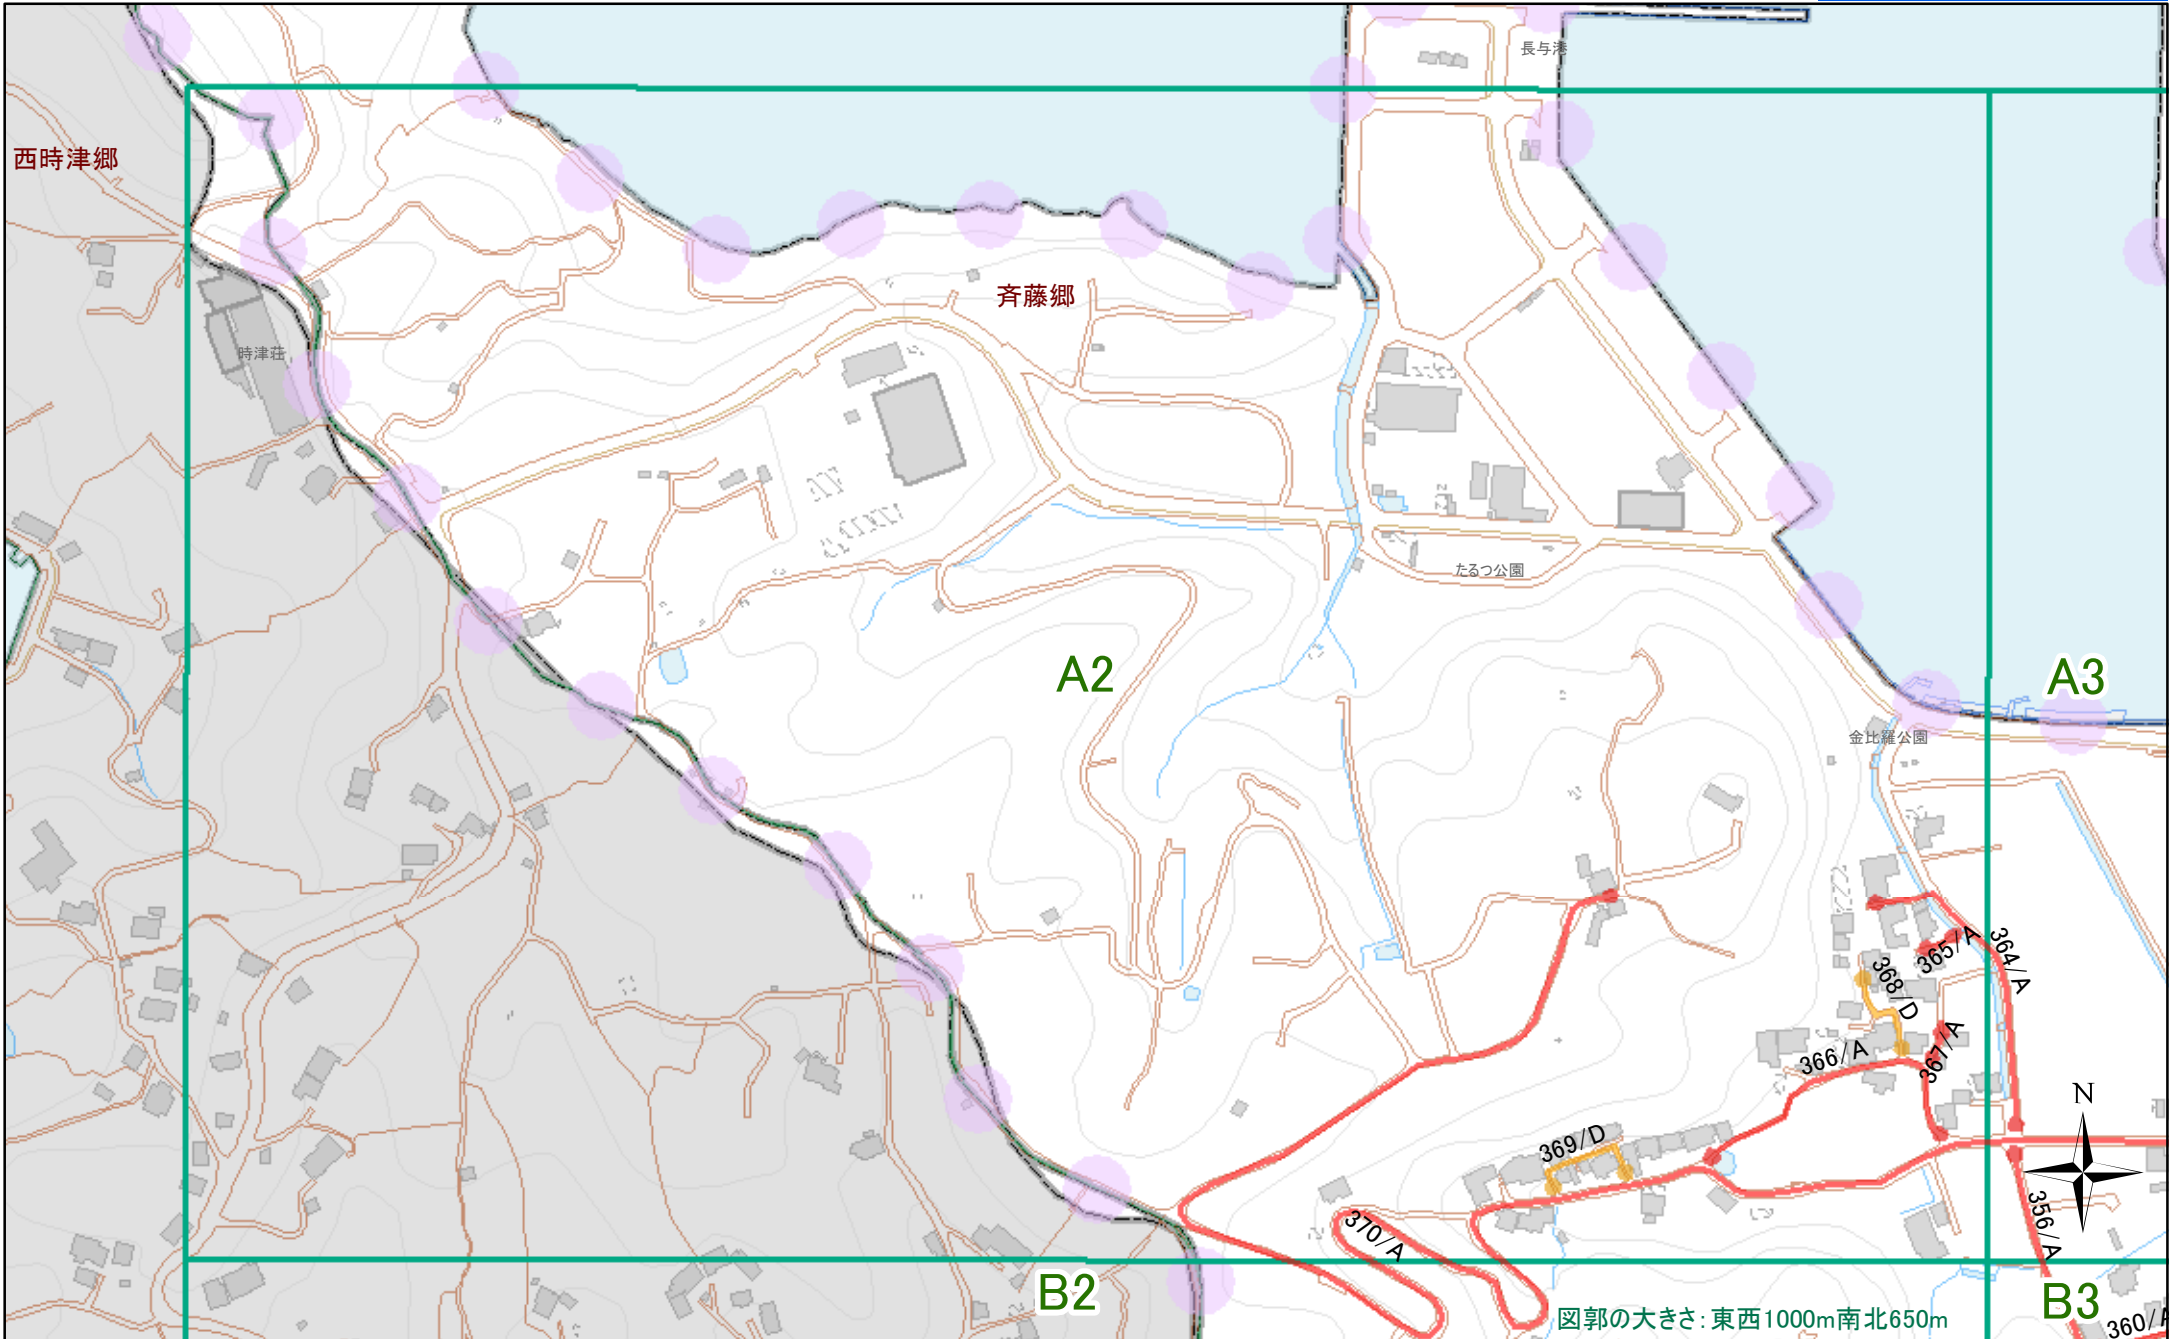 長与港
西時津郷
斉藤郷
時津荘
たるつ公園
A2
A3
金比羅公園
365/A
364/A
368/D
367/A
366/A
N
369/D
370/A
356/A
B2
B3
図郭の大きさ：東西1000m南北650m
360/A